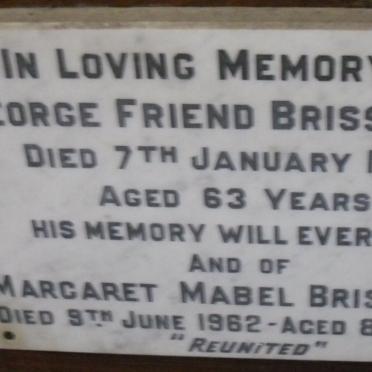 IN LOVING MEMORY
EORGE FRIEND BRISS
DIED 7TH JANUARY
AGED 63 YEARS
HIS MEMORY WILL EVER
AND OF
MARGARET MABEL BRIS
DIED 9TH JUNE 1962 - AGED 8
"REUNITED"